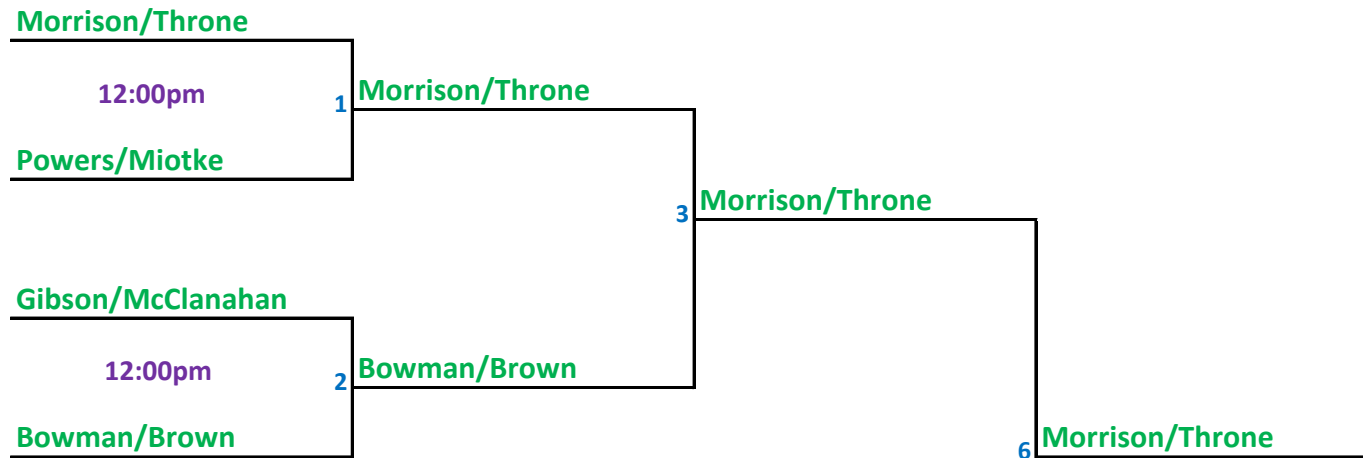 Morrison/Throne
12:00pm
1
Morrison/Throne
Powers/Miotke
3
Morrison/Throne
Gibson/McClanahan
12:00pm
2
Bowman/Brown
Bowman/Brown
6
Morrison/Throne